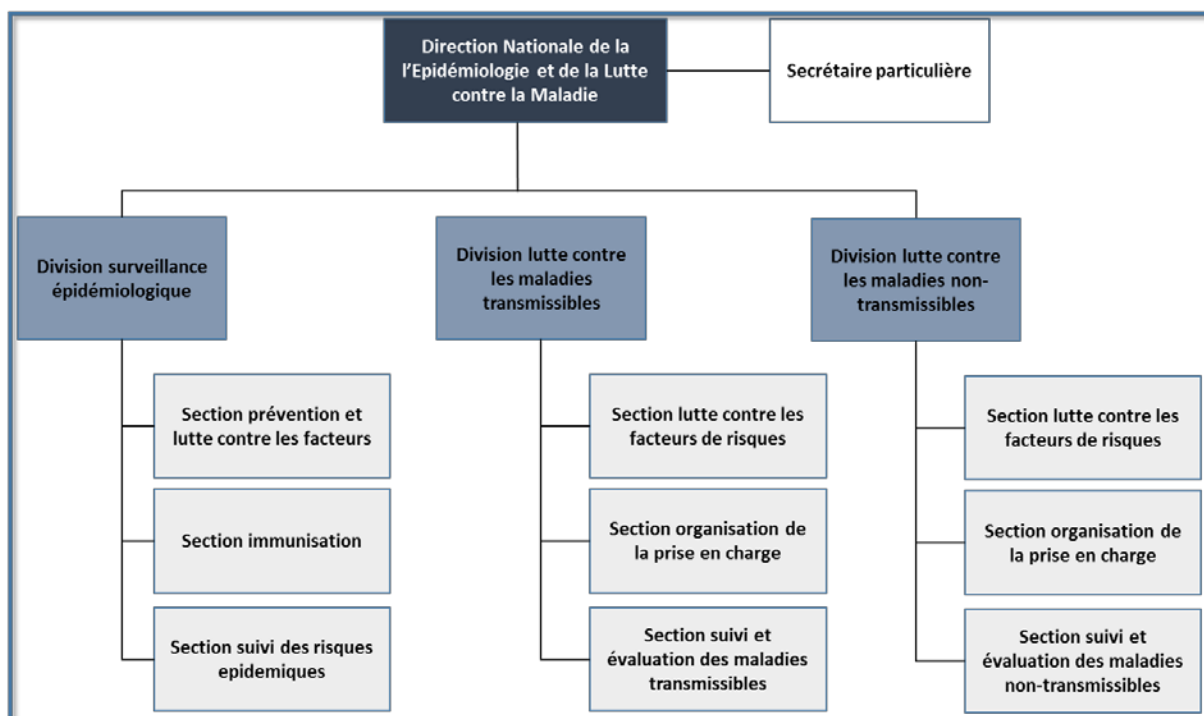 Direction Nationale de la
l'Epidémiologie et de la Lutte
contre la Maladie
Secrétaire particulière
Division surveillance
épidémiologique
Division lutte contre
les maladies
transmissibles
Division lutte contre
les maladies non-
transmissibles
Section prévention et
lutte contre les facteurs
Section immunisation
Section suivi des risques
epidemiques
Section lutte contre les
facteurs de risques
Section organisation de
la prise en charge
Section suivi et
évaluation des maladies
transmissibles
Section lutte contre les
facteurs de risques
Section organisation de
la prise en charge
Section suivi et
évaluation des maladies
non-transmissibles